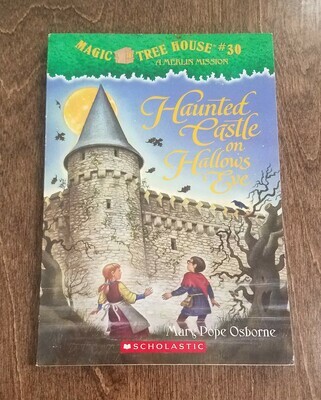 MAGIC TREE HOUSE® #30
A MERLIN MISSION
Haunted
Castle
on
Hallows
Eve
Mary Pope Osborne
SCHOLASTIC